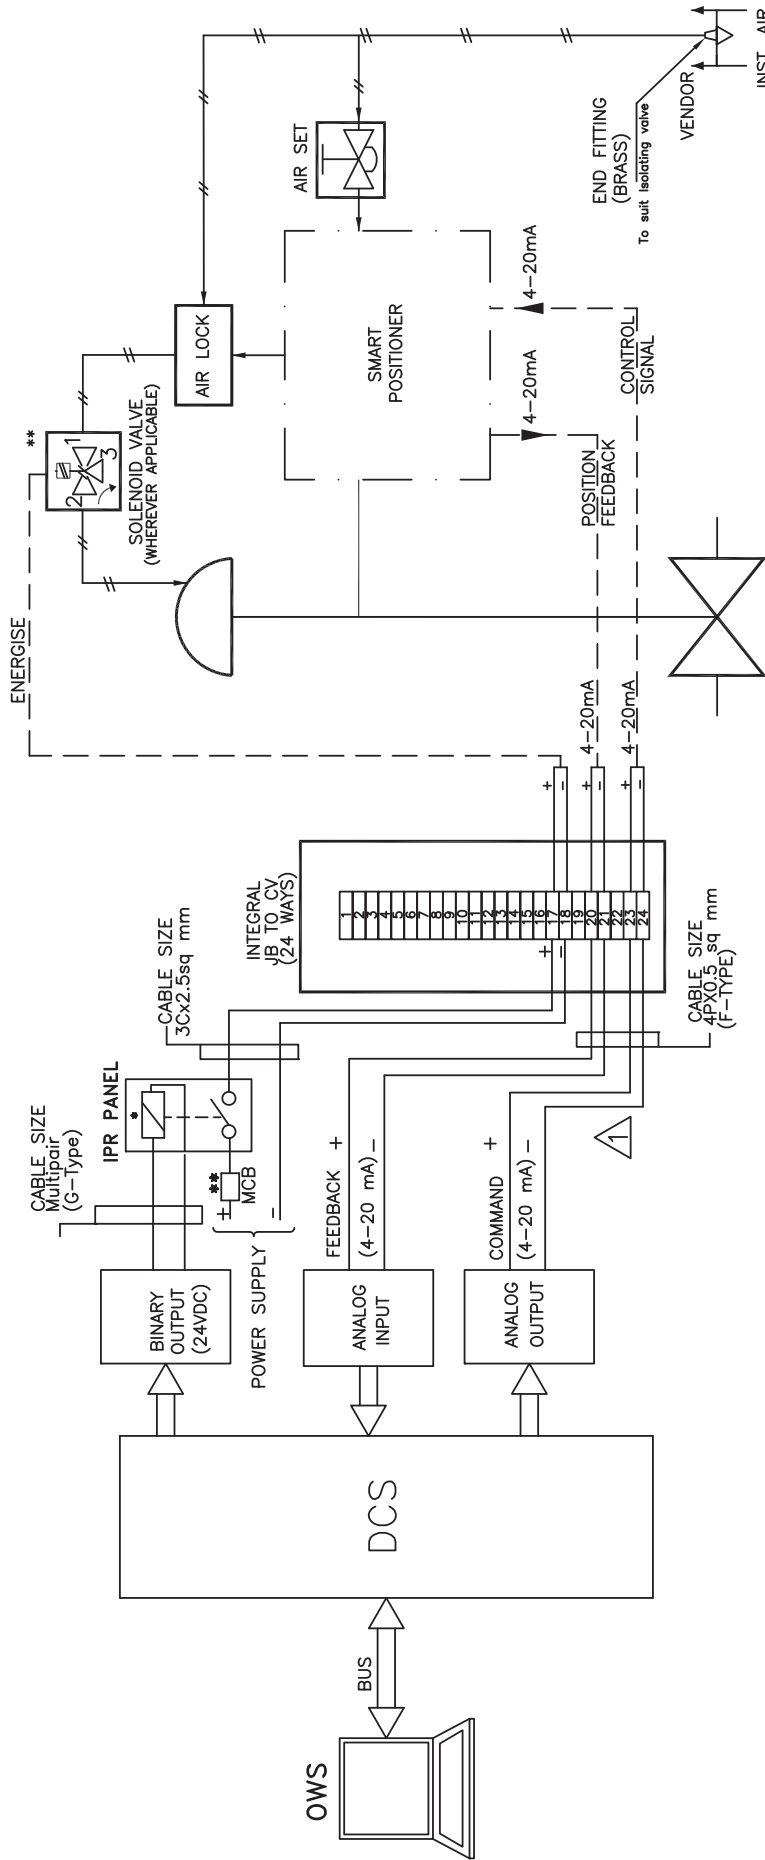 OWS
BUS
DCS
BINARY
OUTPUT
(24VDC)
POWER SUPPLY
ANALOG
INPUT
ANALOG
OUTPUT
CABLE SIZE
Multipair
(G-Type)
IPR PANEL
*
**
MCB
+
-
FEEDBACK +
(4-20 mA) -
COMMAND +
(4-20 mA) -
1
CABLE SIZE
3Cx2.5sq mm
CABLE SIZE
4PX0.5 sq mm
(F-TYPE)
INTEGRAL
JB TO CV
(24 WAYS)
1
2
3
4
5
6
7
8
9
10
11
12
13
14
15
16
17
18
19
20
21
22
23
24
+
-
+
-
+
-
+
-
4-20mA
4-20mA
ENERGISE
**
1
2
3
SOLENOID VALVE
(WHEREVER APPLICABLE)
AIR LOCK
AIR SET
SMART
POSITIONER
POSITION
FEEDBACK
CONTROL
SIGNAL
4-20mA
4-20mA
END FITTING
(BRASS)
To suit Isolating valve
VENDOR
INST. AIR